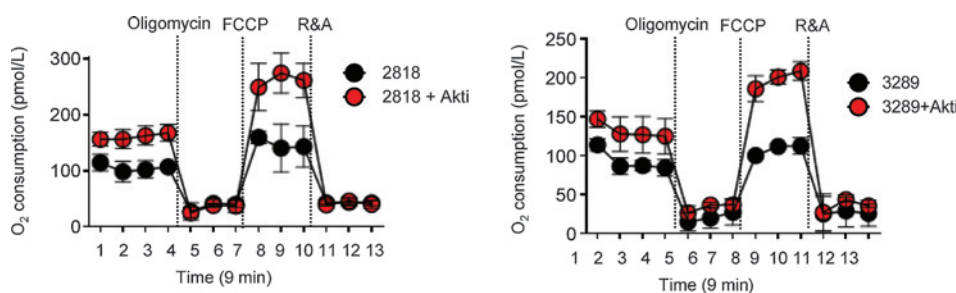 Oligomycin FCCP R&A
O₂ consumption (pmol/L)
300
200
100
0
2818
2818 + Akti
1 2 3 4 5 6 7 8 9 10 11 12 13
Time (9 min)
Oligomycin FCCP R&A
O₂ consumption (pmol/L)
250
200
150
100
50
0
3289
3289+Akti
1 2 3 4 5 6 7 8 9 10 11 12 13
Time (9 min)